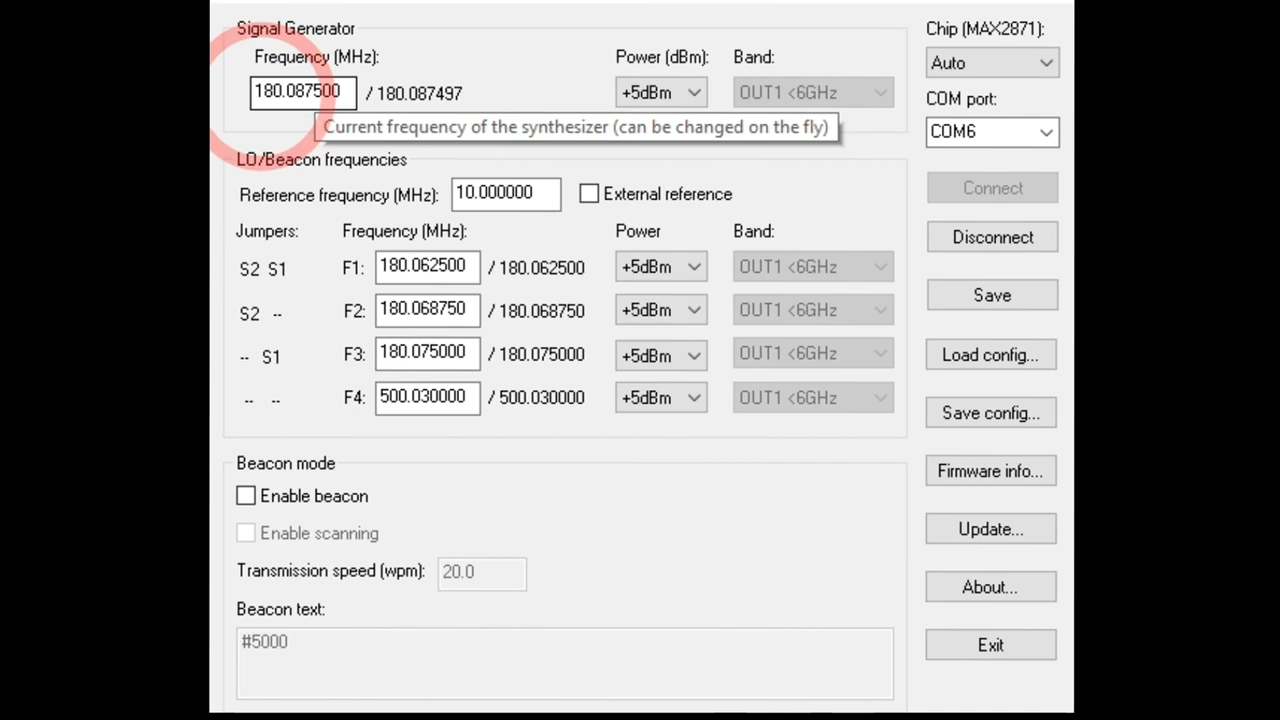 Signal Generator
Frequency (MHz): Power (dBm): Band:
180.087500 / 180.087497 +5dBm OUT1 <6GHz
Current frequency of the synthesizer (can be changed on the fly)
LO/Beacon frequencies
Reference frequency (MHz): 10.000000 External reference
Jumpers: Frequency (MHz): Power Band:
S2 S1 F1: 180.062500 / 180.062500 +5dBm OUT1 <6GHz
S2 -- F2: 180.068750 / 180.068750 +5dBm OUT1 <6GHz
-- S1 F3: 180.075000 / 180.075000 +5dBm OUT1 <6GHz
-- -- F4: 500.030000 / 500.030000 +5dBm OUT1 <6GHz
Beacon mode
Enable beacon
Enable scanning
Transmission speed (wpm): 20.0
Beacon text:
#5000
Chip (MAX2871):
Auto
COM port:
COM6
Connect
Disconnect
Save
Load config...
Save config...
Firmware info...
Update...
About...
Exit